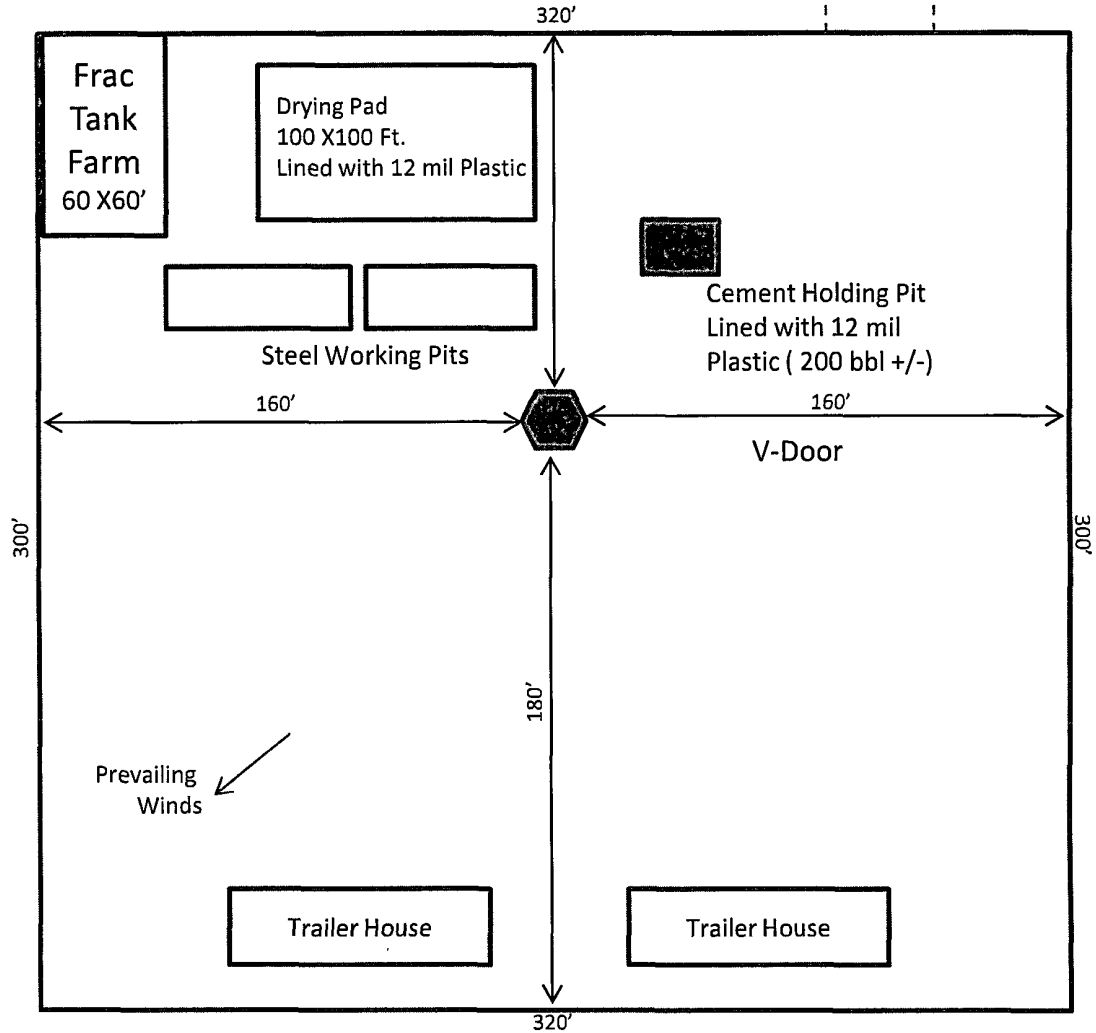 320’
Frac
Tank
Farm
60 X60’
Drying Pad
100 X100 Ft.
Lined with 12 mil Plastic
Cement Holding Pit
Lined with 12 mil
Plastic ( 200 bbl +/-)
Steel Working Pits
160’
160’
V-Door
300’
300’
180’
Prevailing
Winds
Trailer House
Trailer House
320’